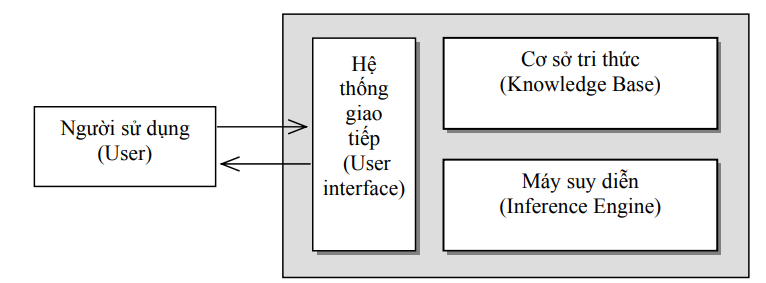 Người sử dụng
(User)
Hệ
thống
giao
tiếp
(User
interface)
Cơ sở tri thức
(Knowledge Base)
Máy suy diễn
(Inference Engine)